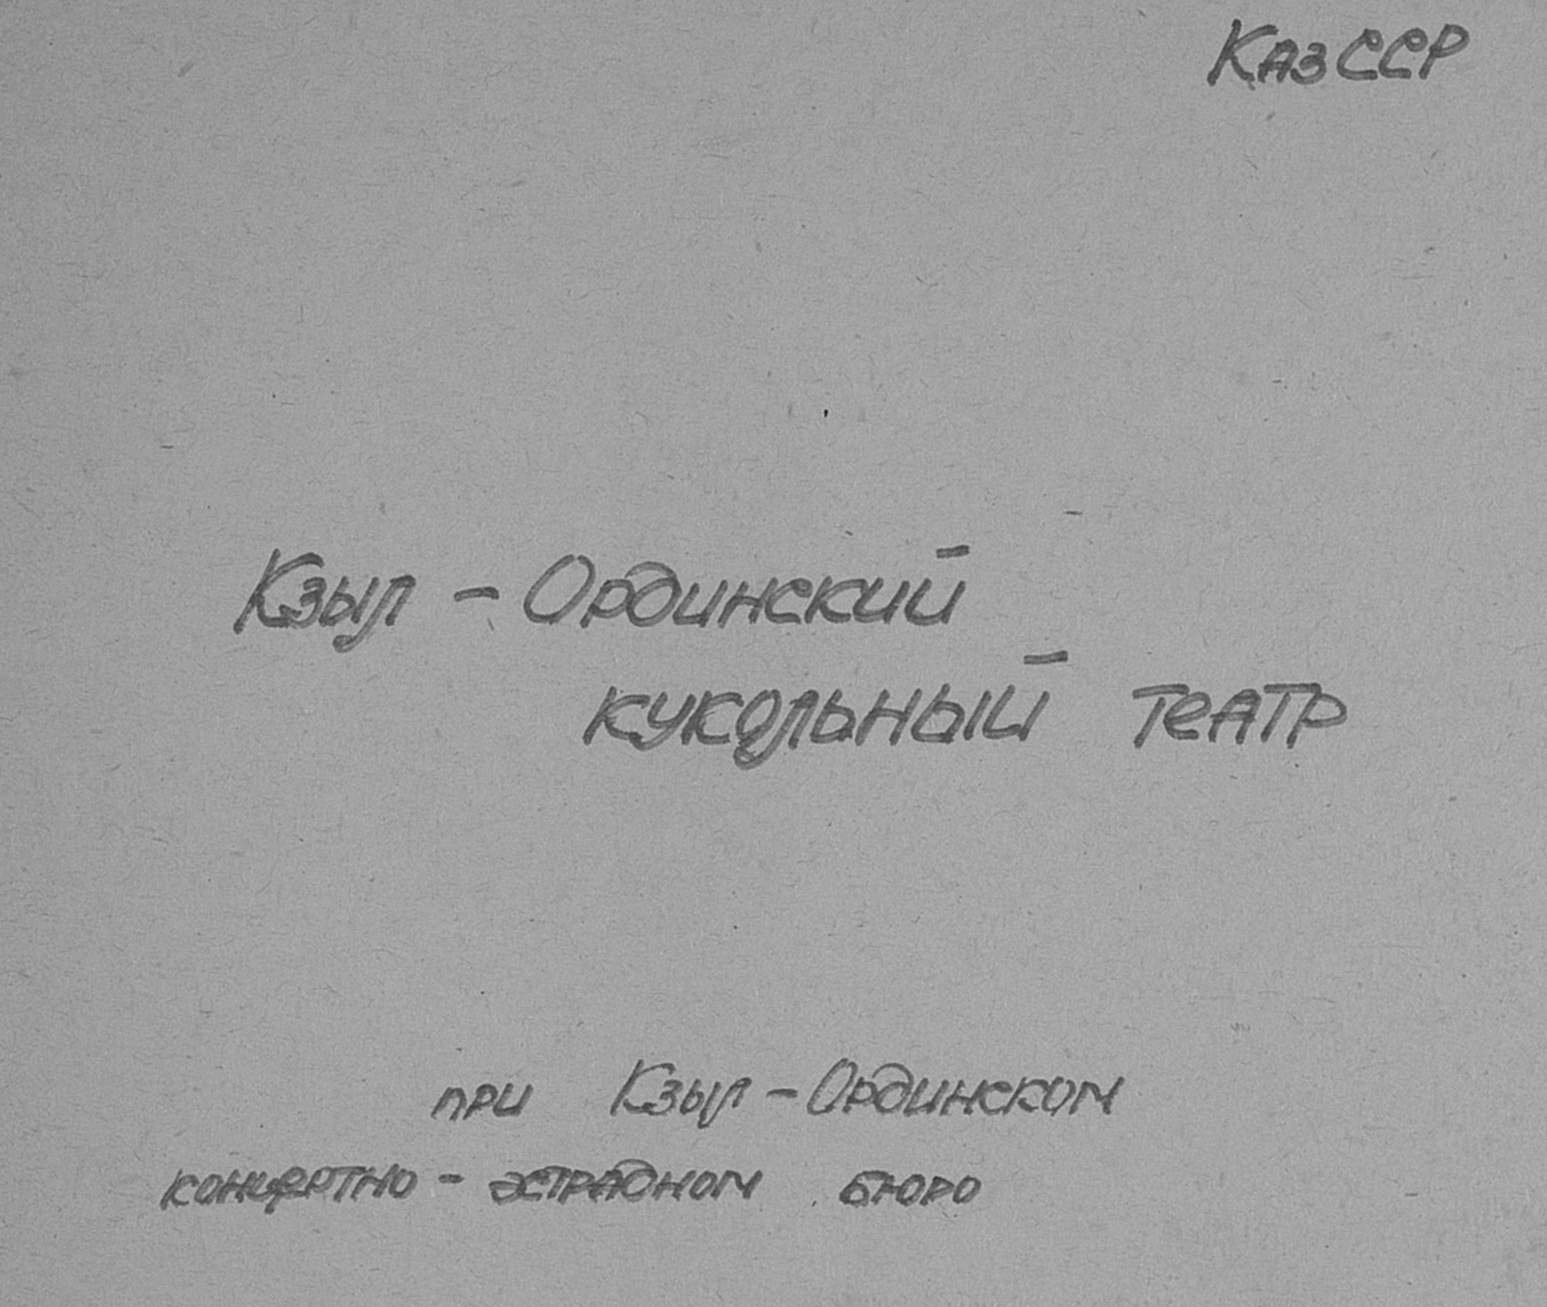 КазССР
Кзыл - Ординский
кукольный театр
при Кзыл - Ординском
концертно - эстрадном бюро